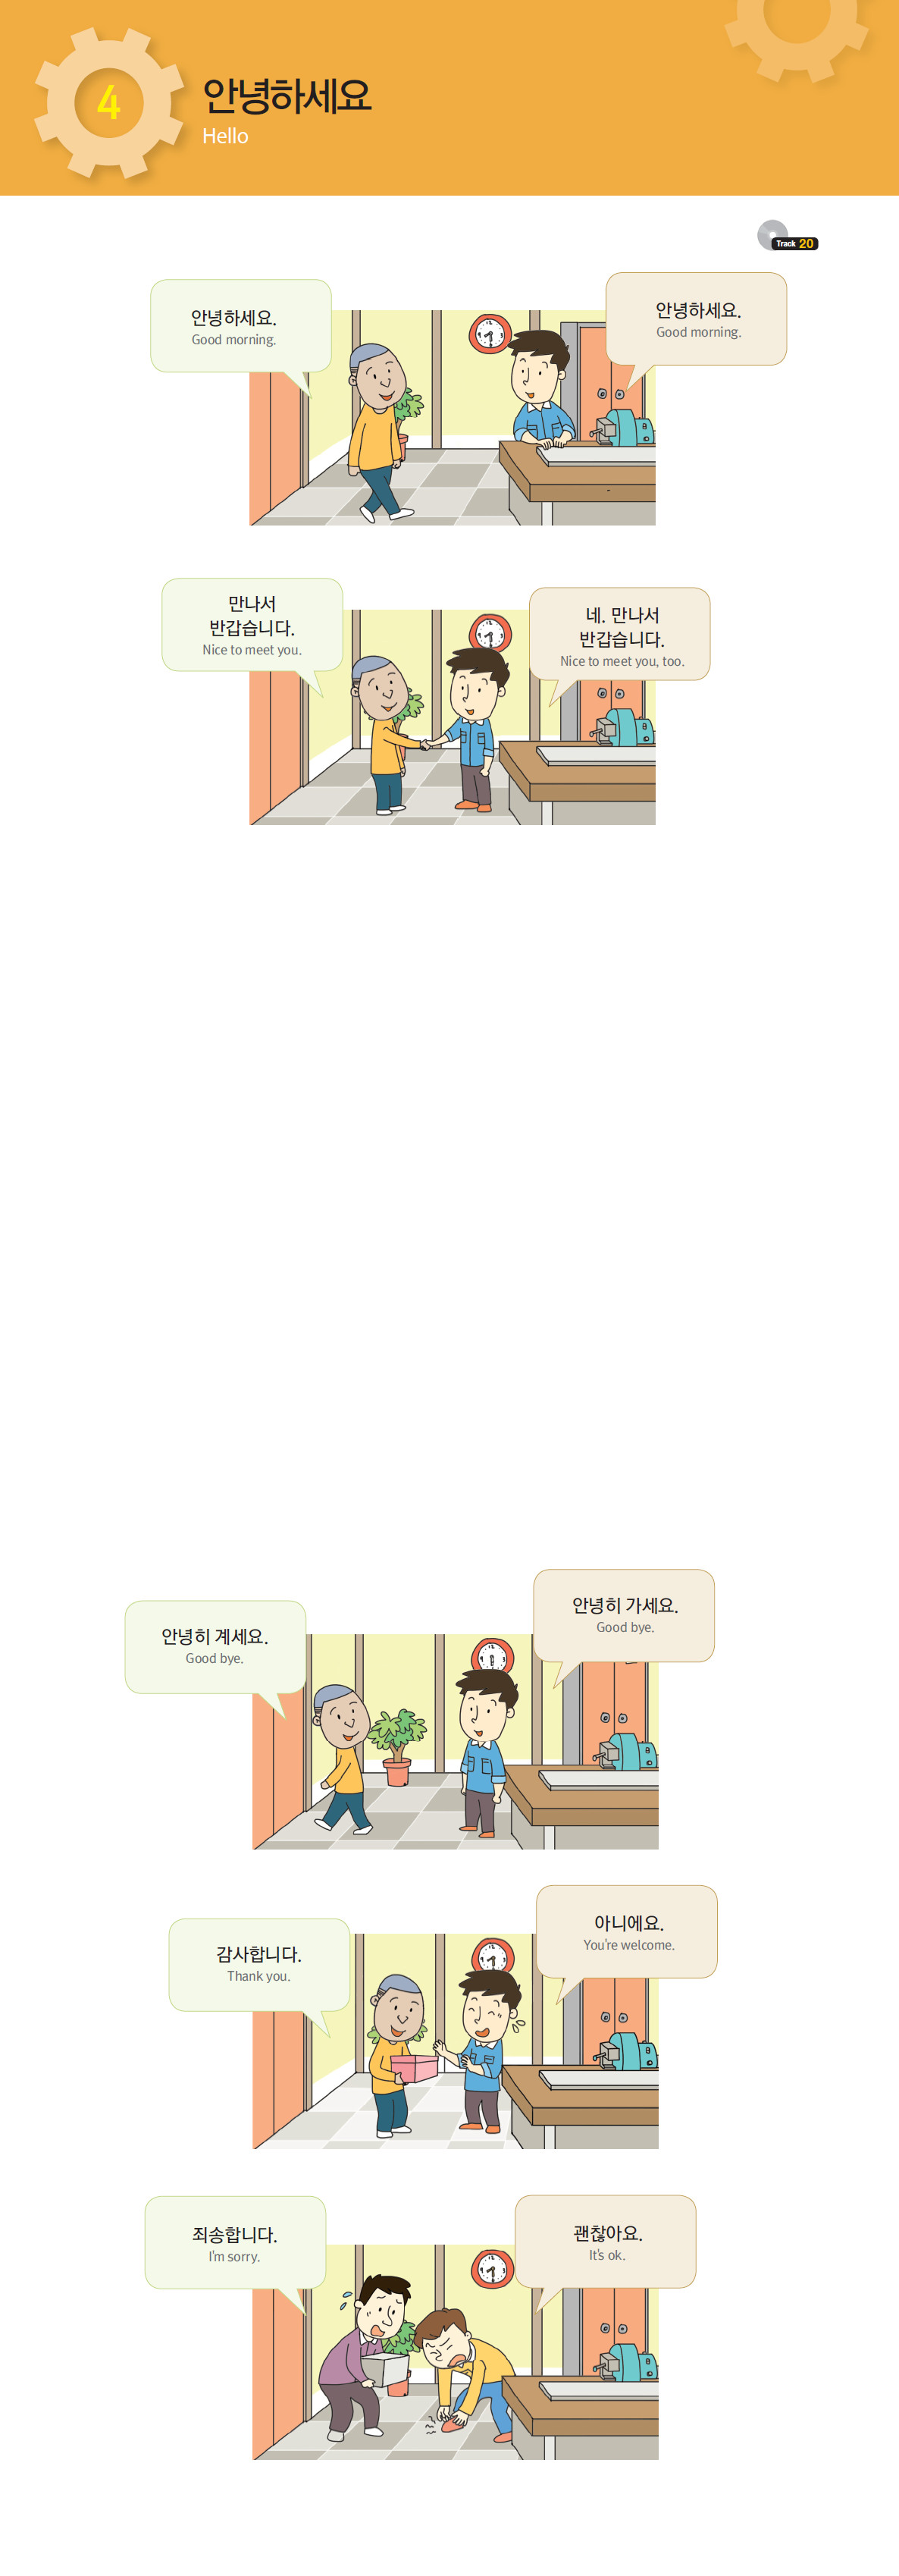 4
안녕하세요
Hello
Track 20
안녕하세요.
Good morning.
안녕하세요.
Good morning.
만나서
반갑습니다.
Nice to meet you.
네. 만나서
반갑습니다.
Nice to meet you, too.
안녕히 계세요.
Good bye.
안녕히 가세요.
Good bye.
감사합니다.
Thank you.
아니에요.
You're welcome.
죄송합니다.
I'm sorry.
괜찮아요.
It's ok.